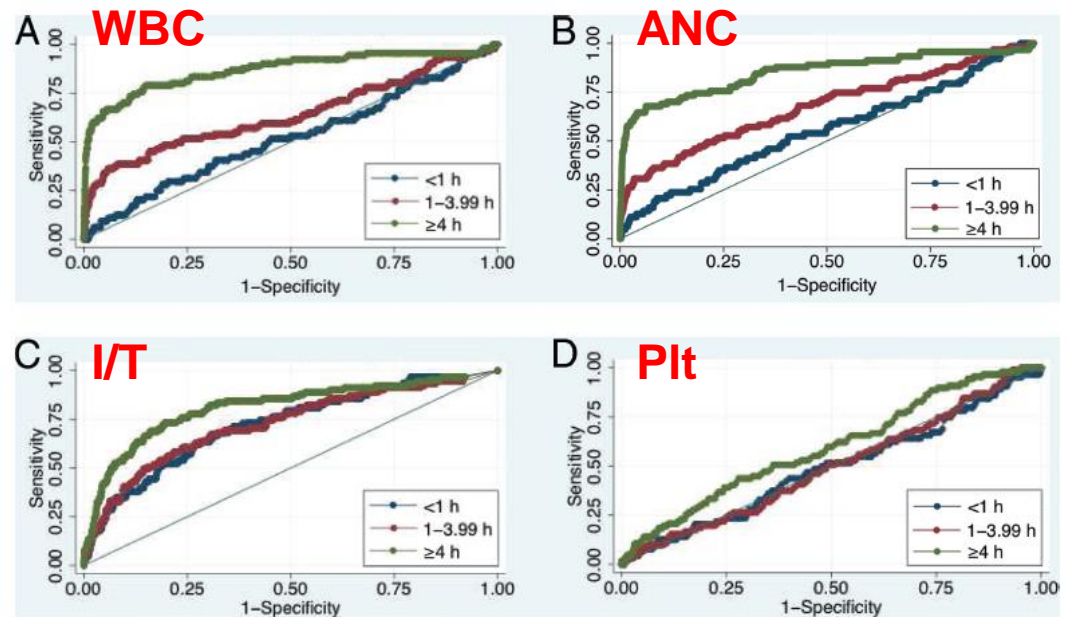 A WBC
1.00
0.75
0.50
0.25
0.00
Sensitivity
<1 h
1–3.99 h
≥4 h
0.00 0.25 0.50 0.75 1.00
1–Specificity
B ANC
1.00
0.75
0.50
0.25
0.00
Sensitivity
<1 h
1–3.99 h
≥4 h
0.00 0.25 0.50 0.75 1.00
1–Specificity
C I/T
1.00
0.75
0.50
0.25
0.00
Sensitivity
<1 h
1–3.99 h
≥4 h
0.00 0.25 0.50 0.75 1.00
1–Specificity
D Plt
1.00
0.75
0.50
0.25
0.00
Sensitivity
<1 h
1–3.99 h
≥4 h
0.00 0.25 0.50 0.75 1.00
1–Specificity